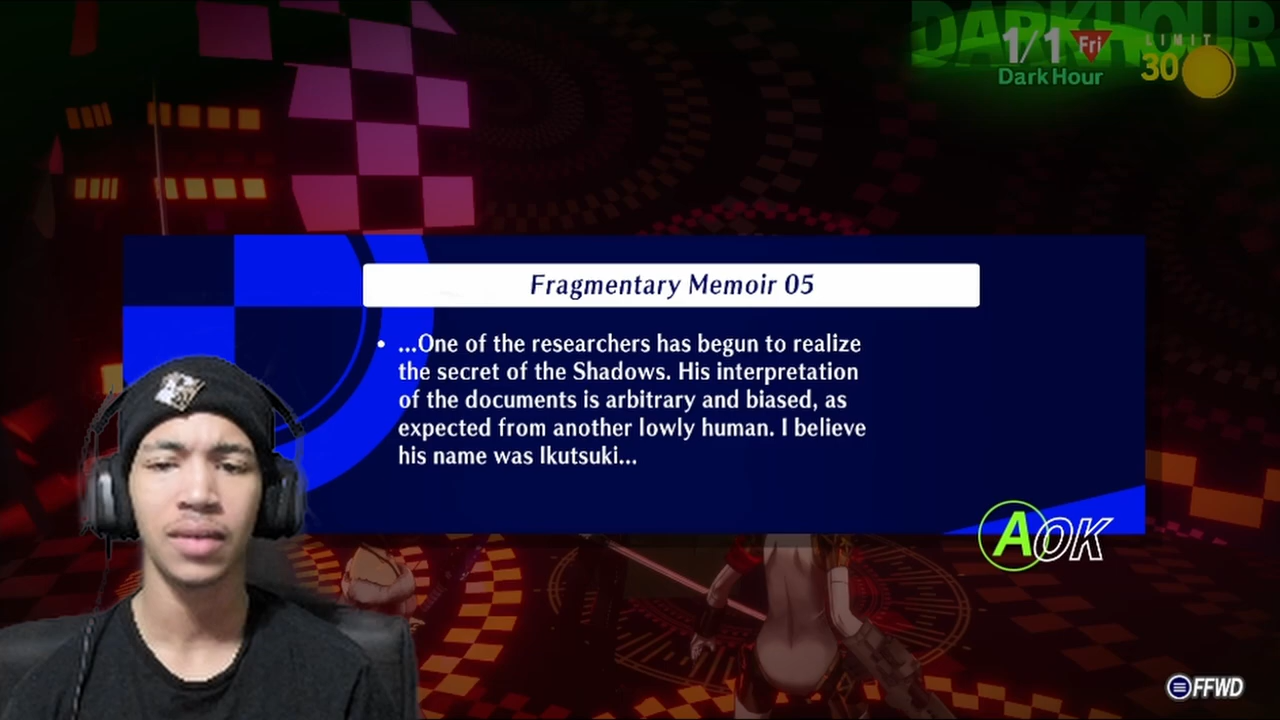 DARK HOUR
1/1 Fri
LIMIT
Dark Hour
30
Fragmentary Memoir 05
• ...One of the researchers has begun to realize
the secret of the Shadows. His interpretation
of the documents is arbitrary and biased, as
expected from another lowly human. I believe
his name was Ikutsuki...
A OK
FFWD